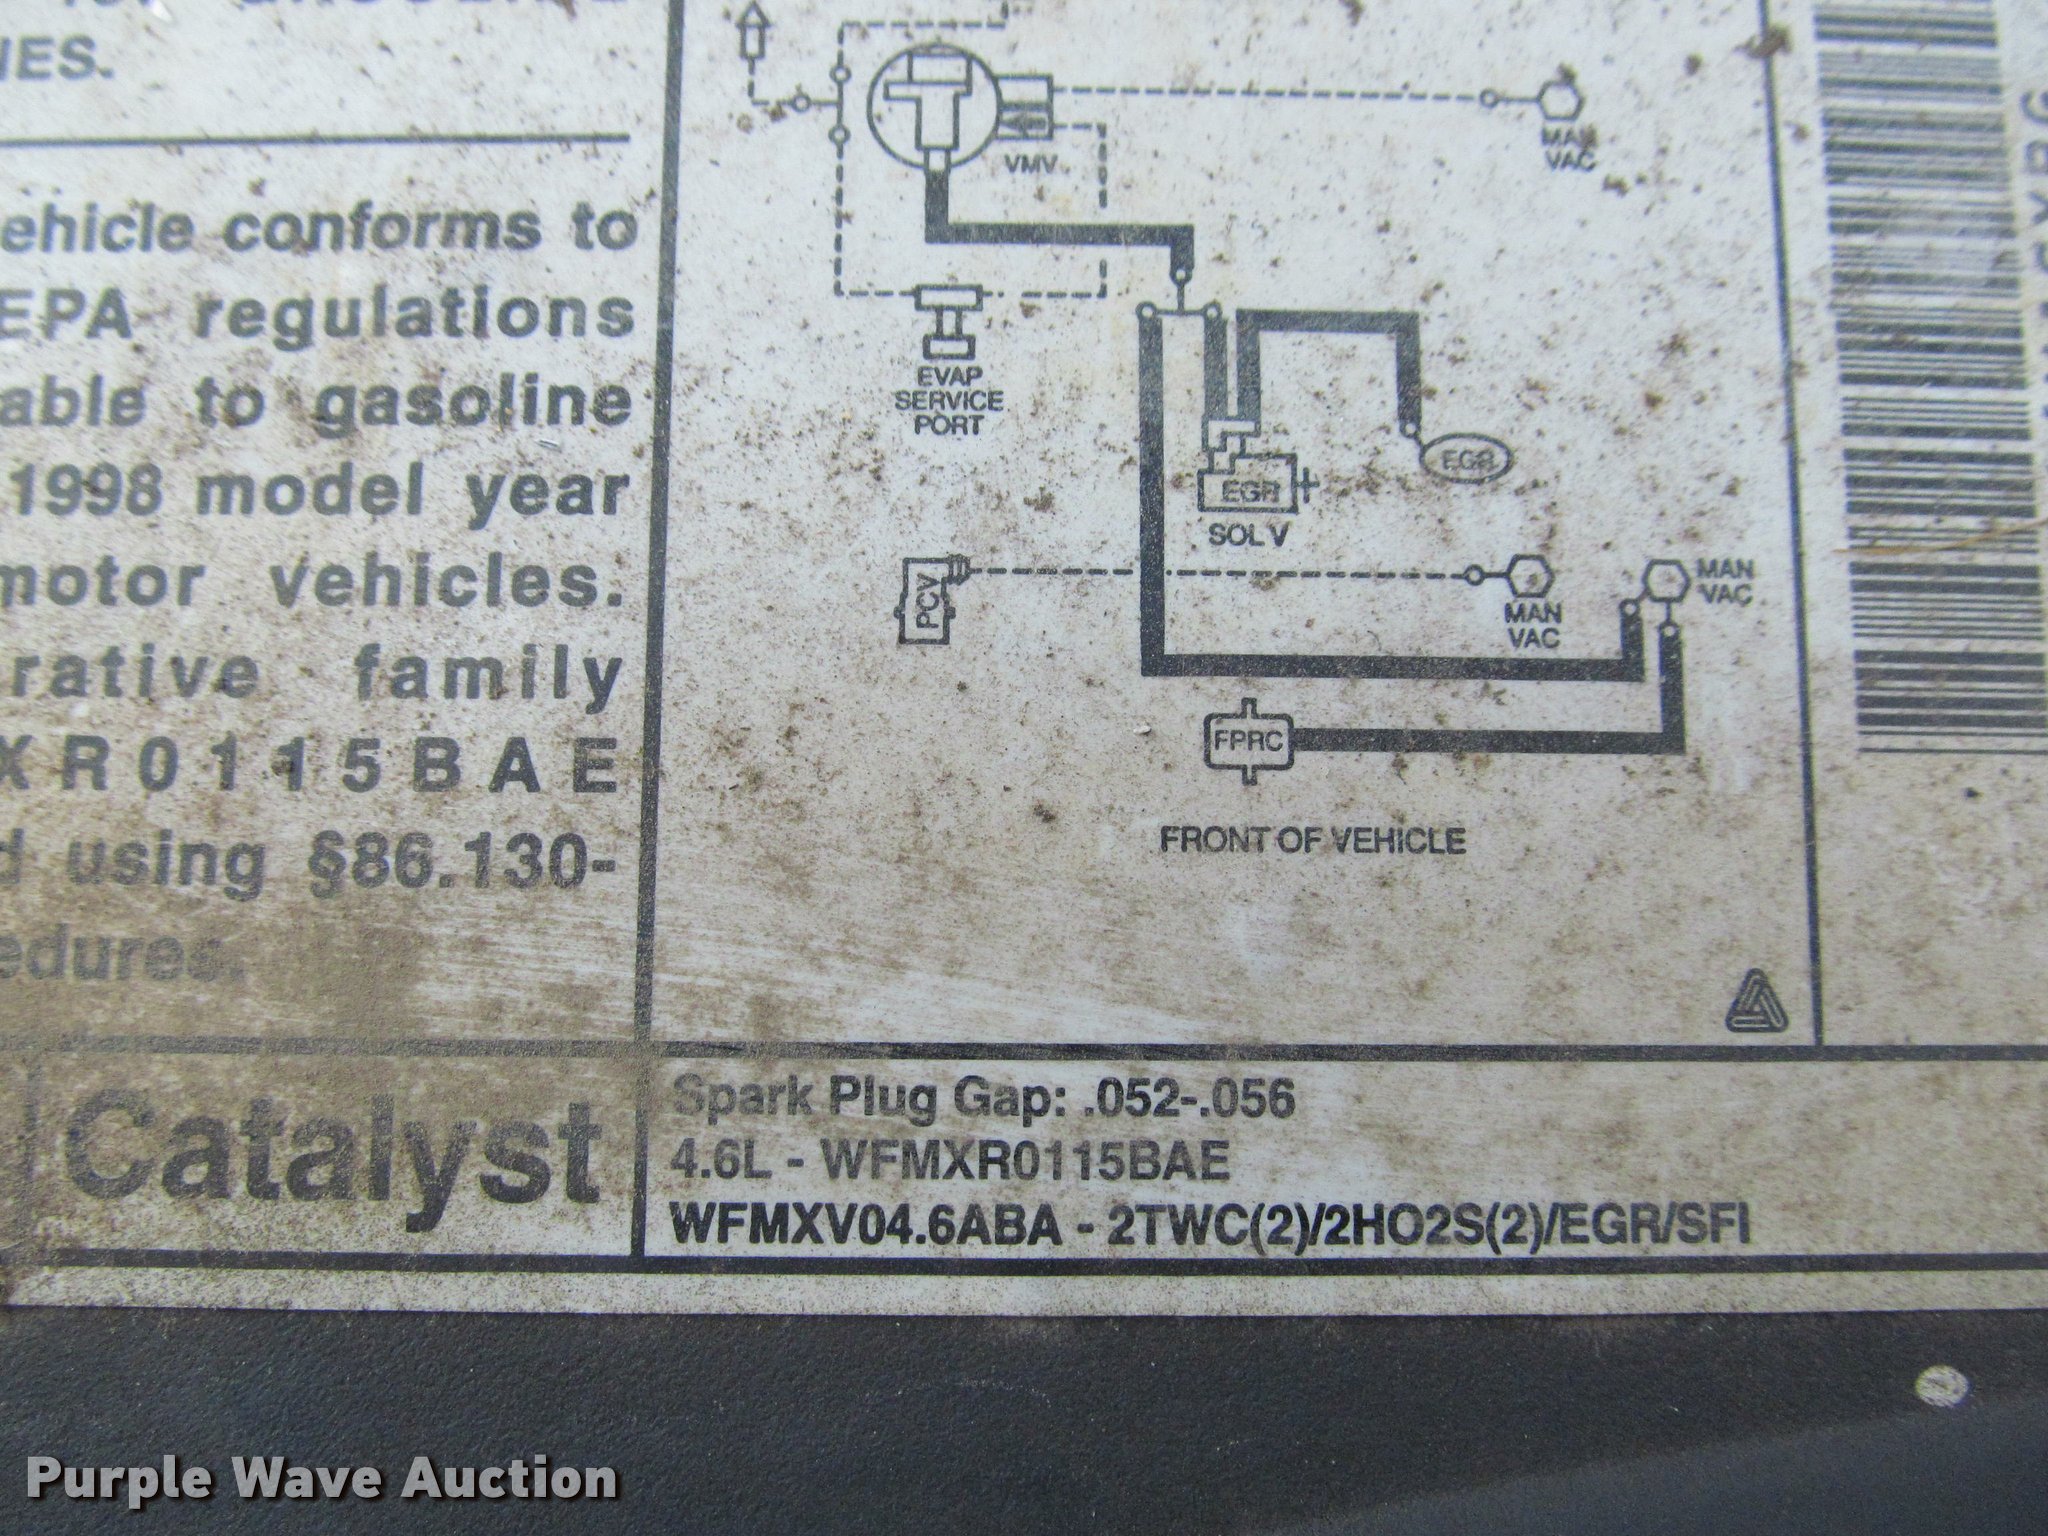 IES.
ehicle conforms to
EPA regulations
able to gasoline
1998 model year
motor vehicles.
rative family
XR0115BAE
d using §86.130-
edures.
VMV
MAN
VAC
EVAP
SERVICE
PORT
EGR
EGR
SOL V
PCV
MAN
VAC
MAN
VAC
FPRC
FRONT OF VEHICLE
Catalyst
Spark Plug Gap: .052-.056
4.6L - WFMXR0115BAE
WFMXV04.6ABA - 2TWC(2)/2HO2S(2)/EGR/SFI
Purple Wave Auction